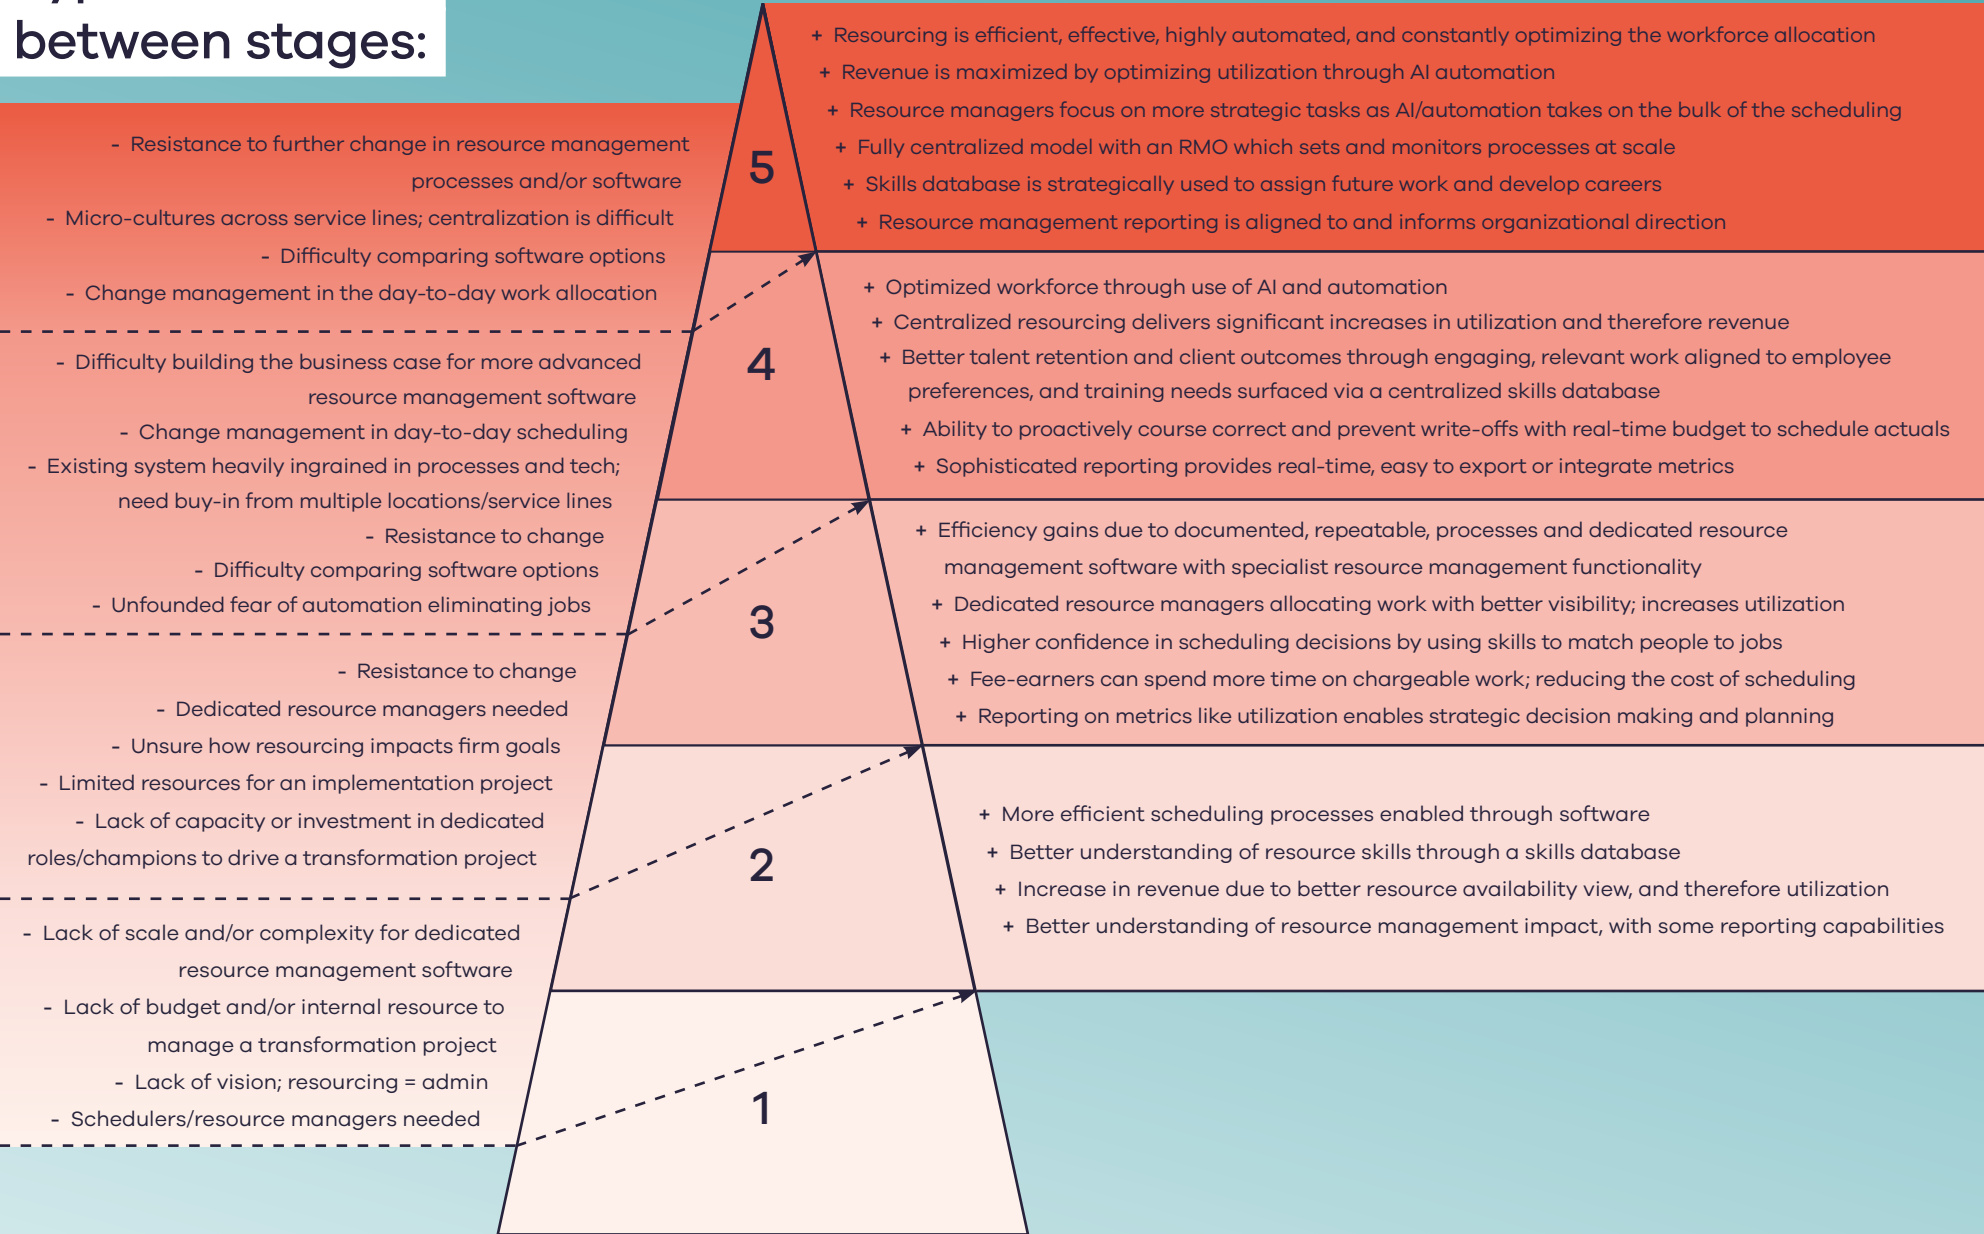 between stages:
- Resistance to further change in resource management
processes and/or software
- Micro-cultures across service lines; centralization is difficult
- Difficulty comparing software options
- Change management in the day-to-day work allocation
- Difficulty building the business case for more advanced
resource management software
- Change management in day-to-day scheduling
- Existing system heavily ingrained in processes and tech;
need buy-in from multiple locations/service lines
- Resistance to change
- Difficulty comparing software options
- Unfounded fear of automation eliminating jobs
- Resistance to change
- Dedicated resource managers needed
- Unsure how resourcing impacts firm goals
- Limited resources for an implementation project
- Lack of capacity or investment in dedicated
roles/champions to drive a transformation project
- Lack of scale and/or complexity for dedicated
resource management software
- Lack of budget and/or internal resource to
manage a transformation project
- Lack of vision; resourcing = admin
- Schedulers/resource managers needed
5
4
3
2
1
+ Resourcing is efficient, effective, highly automated, and constantly optimizing the workforce allocation
+ Revenue is maximized by optimizing utilization through AI automation
+ Resource managers focus on more strategic tasks as AI/automation takes on the bulk of the scheduling
+ Fully centralized model with an RMO which sets and monitors processes at scale
+ Skills database is strategically used to assign future work and develop careers
+ Resource management reporting is aligned to and informs organizational direction
+ Optimized workforce through use of AI and automation
+ Centralized resourcing delivers significant increases in utilization and therefore revenue
+ Better talent retention and client outcomes through engaging, relevant work aligned to employee
preferences, and training needs surfaced via a centralized skills database
+ Ability to proactively course correct and prevent write-offs with real-time budget to schedule actuals
+ Sophisticated reporting provides real-time, easy to export or integrate metrics
+ Efficiency gains due to documented, repeatable, processes and dedicated resource
management software with specialist resource management functionality
+ Dedicated resource managers allocating work with better visibility; increases utilization
+ Higher confidence in scheduling decisions by using skills to match people to jobs
+ Fee-earners can spend more time on chargeable work; reducing the cost of scheduling
+ Reporting on metrics like utilization enables strategic decision making and planning
+ More efficient scheduling processes enabled through software
+ Better understanding of resource skills through a skills database
+ Increase in revenue due to better resource availability view, and therefore utilization
+ Better understanding of resource management impact, with some reporting capabilities